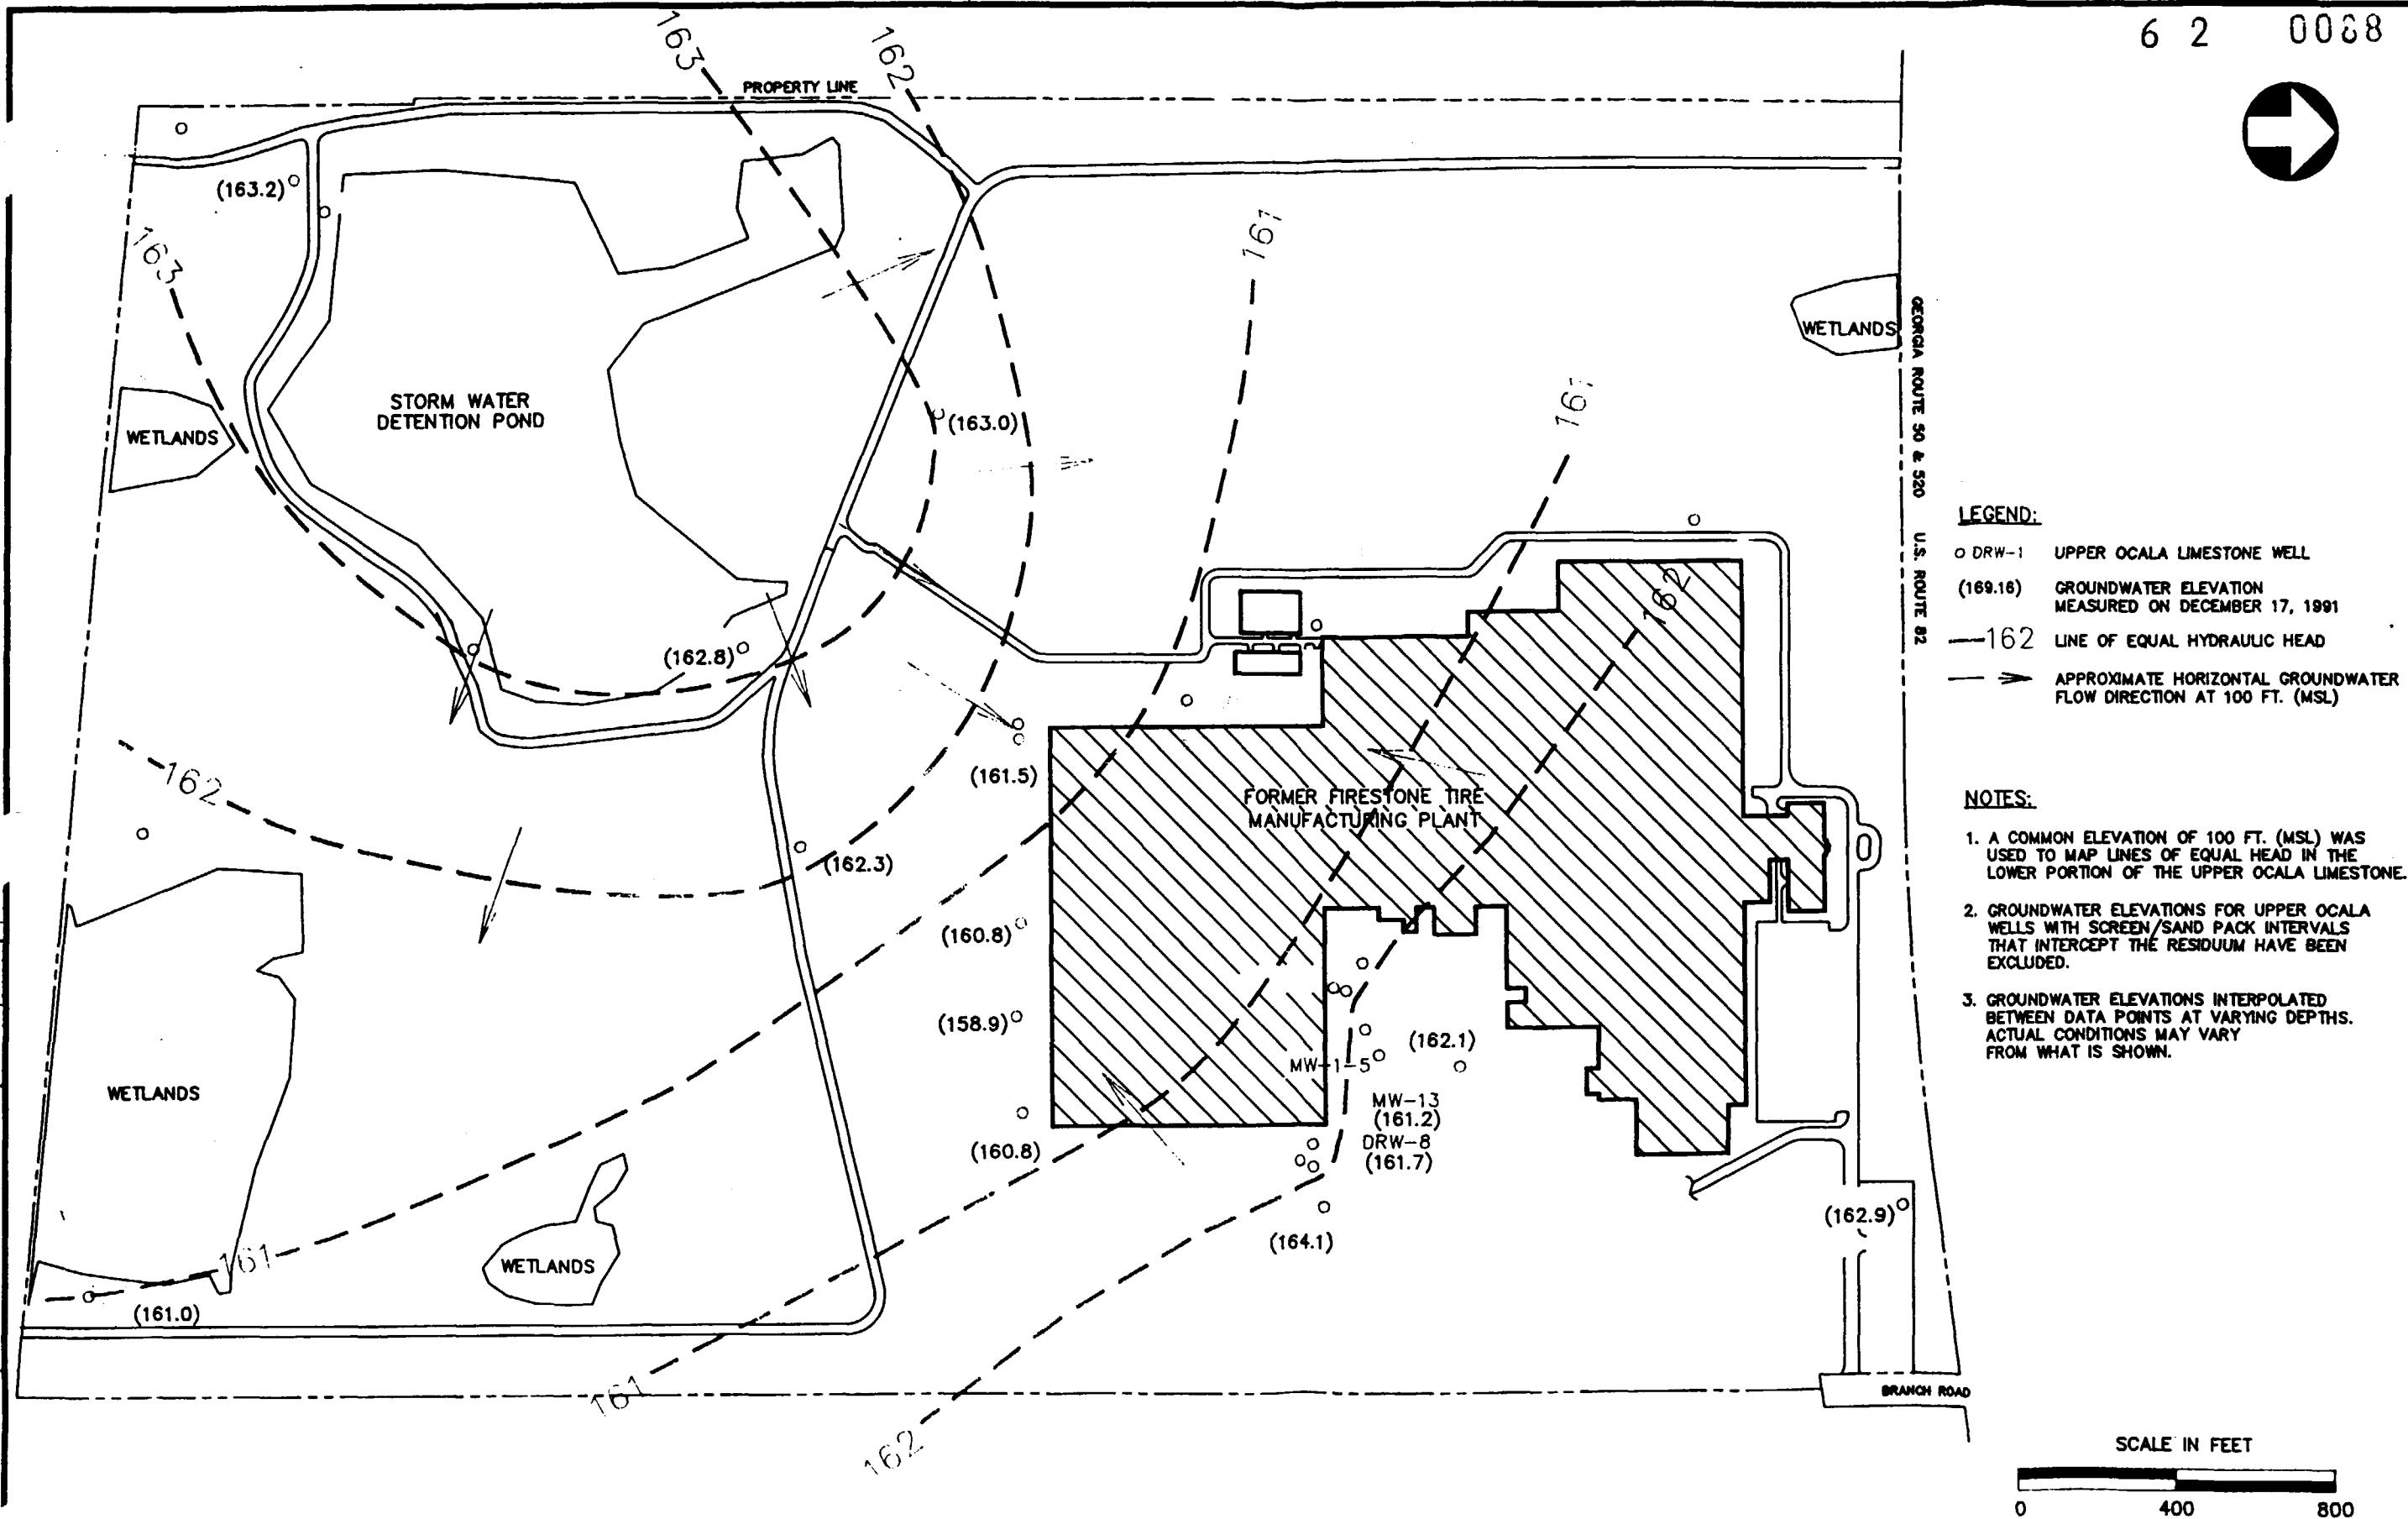 6 2 0088
163
162
PROPERTY LINE
(163.2)
163
161
WETLANDS
GEORGIA ROUTE 50 & 520 U.S. ROUTE 82
STORM WATER
DETENTION POND
WETLANDS
(163.0)
162
(162.8)
(161.5)
162
FORMER FIRESTONE TIRE
MANUFACTURING PLANT
(162.3)
(160.8)
(158.9)
(162.1)
MW-1-5
WETLANDS
MW-13
(161.2)
DRW-8
(161.7)
(160.8)
(162.9)
(164.1)
161
WETLANDS
(161.0)
161
BRANCH ROAD
162
LEGEND:
DRW-1 UPPER OCALA LIMESTONE WELL
(169.16) GROUNDWATER ELEVATION
MEASURED ON DECEMBER 17, 1991
162 LINE OF EQUAL HYDRAULIC HEAD
APPROXIMATE HORIZONTAL GROUNDWATER
FLOW DIRECTION AT 100 FT. (MSL)
NOTES:
1. A COMMON ELEVATION OF 100 FT. (MSL) WAS
USED TO MAP LINES OF EQUAL HEAD IN THE
LOWER PORTION OF THE UPPER OCALA LIMESTONE.
2. GROUNDWATER ELEVATIONS FOR UPPER OCALA
WELLS WITH SCREEN/SAND PACK INTERVALS
THAT INTERCEPT THE RESIDUUM HAVE BEEN
EXCLUDED.
3. GROUNDWATER ELEVATIONS INTERPOLATED
BETWEEN DATA POINTS AT VARYING DEPTHS.
ACTUAL CONDITIONS MAY VARY
FROM WHAT IS SHOWN.
SCALE IN FEET
0 400 800